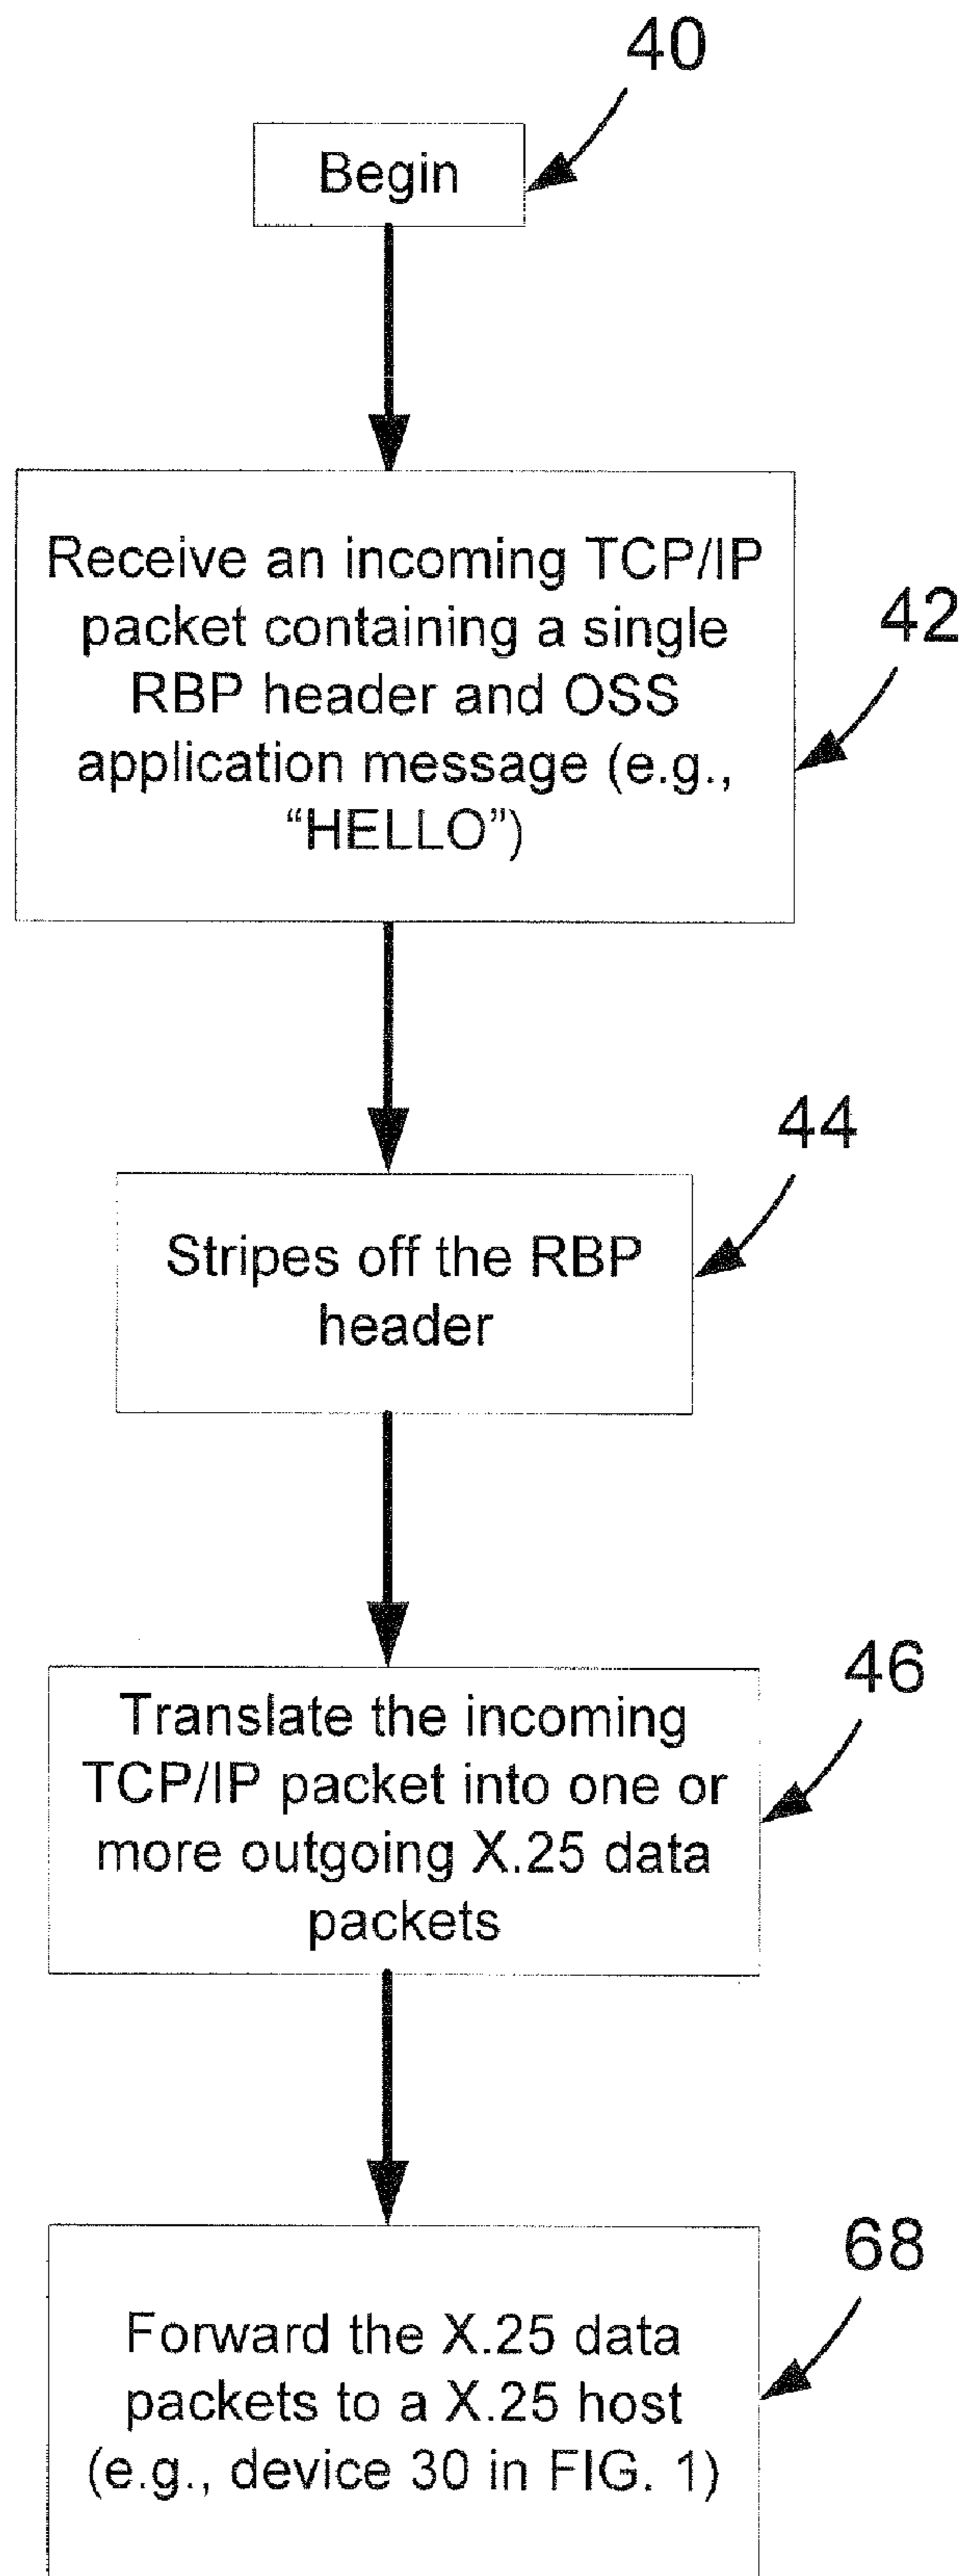 40
Begin
Receive an incoming TCP/IP
packet containing a single
RBP header and OSS
application message (e.g.,
“HELLO”)
42
44
Stripes off the RBP
header
46
Translate the incoming
TCP/IP packet into one or
more outgoing X.25 data
packets
68
Forward the X.25 data
packets to a X.25 host
(e.g., device 30 in FIG. 1)